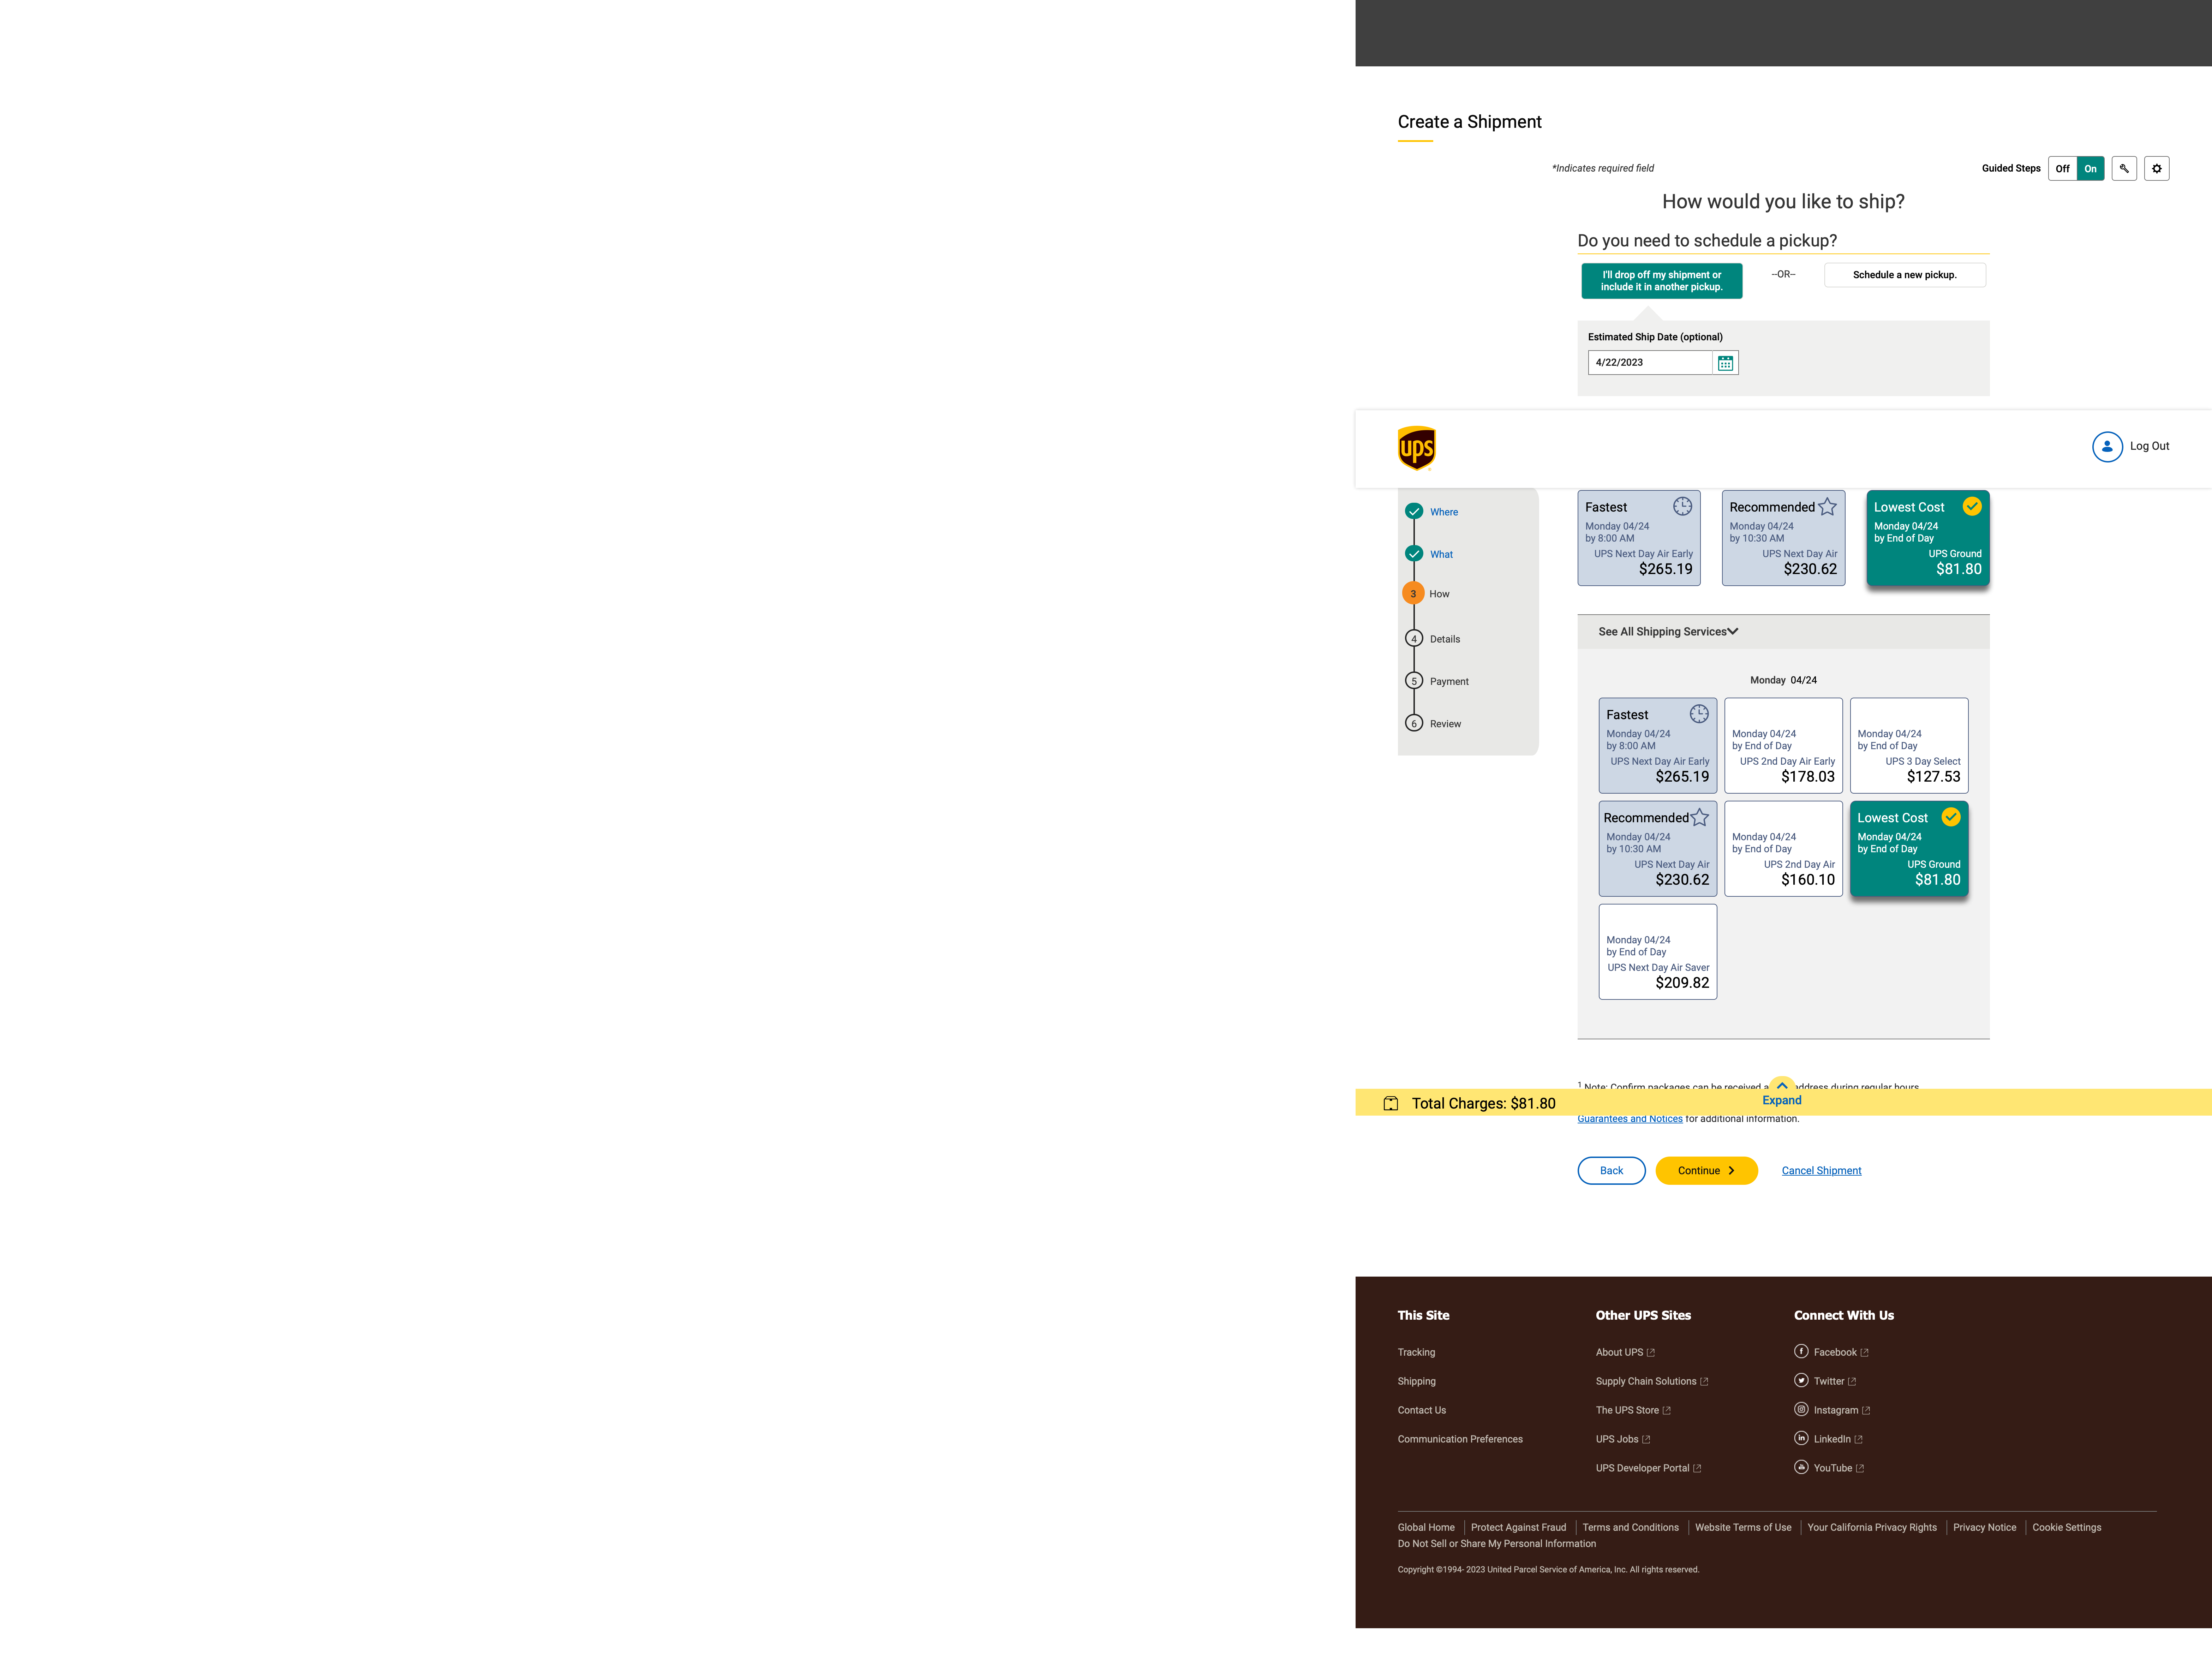 Create a Shipment
*Indicates required field
Guided Steps
Off
On
How would you like to ship?
Do you need to schedule a pickup?
I'll drop off my shipment or
include it in another pickup.
--OR--
Schedule a new pickup.
Estimated Ship Date (optional)
4/22/2023
ups
Log Out
Where
What
3 How
4 Details
5 Payment
6 Review
Fastest
Monday 04/24
by 8:00 AM
UPS Next Day Air Early
$265.19
Recommended
Monday 04/24
by 10:30 AM
UPS Next Day Air
$230.62
Lowest Cost
Monday 04/24
by End of Day
UPS Ground
$81.80
See All Shipping Services
Monday 04/24
Fastest
Monday 04/24
by 8:00 AM
UPS Next Day Air Early
$265.19
Monday 04/24
by End of Day
UPS 2nd Day Air Early
$178.03
Monday 04/24
by End of Day
UPS 3 Day Select
$127.53
Recommended
Monday 04/24
by 10:30 AM
UPS Next Day Air
$230.62
Monday 04/24
by End of Day
UPS 2nd Day Air
$160.10
Lowest Cost
Monday 04/24
by End of Day
UPS Ground
$81.80
Monday 04/24
by End of Day
UPS Next Day Air Saver
$209.82
1 Note: Confirm packages can be received a address during regular hours
Total Charges: $81.80
Expand
Guarantees and Notices for additional information.
Back
Continue
Cancel Shipment
This Site
Tracking
Shipping
Contact Us
Communication Preferences
Other UPS Sites
About UPS
Supply Chain Solutions
The UPS Store
UPS Jobs
UPS Developer Portal
Connect With Us
Facebook
Twitter
Instagram
LinkedIn
YouTube
Global Home
Protect Against Fraud
Terms and Conditions
Website Terms of Use
Your California Privacy Rights
Privacy Notice
Cookie Settings
Do Not Sell or Share My Personal Information
Copyright ©1994- 2023 United Parcel Service of America, Inc. All rights reserved.